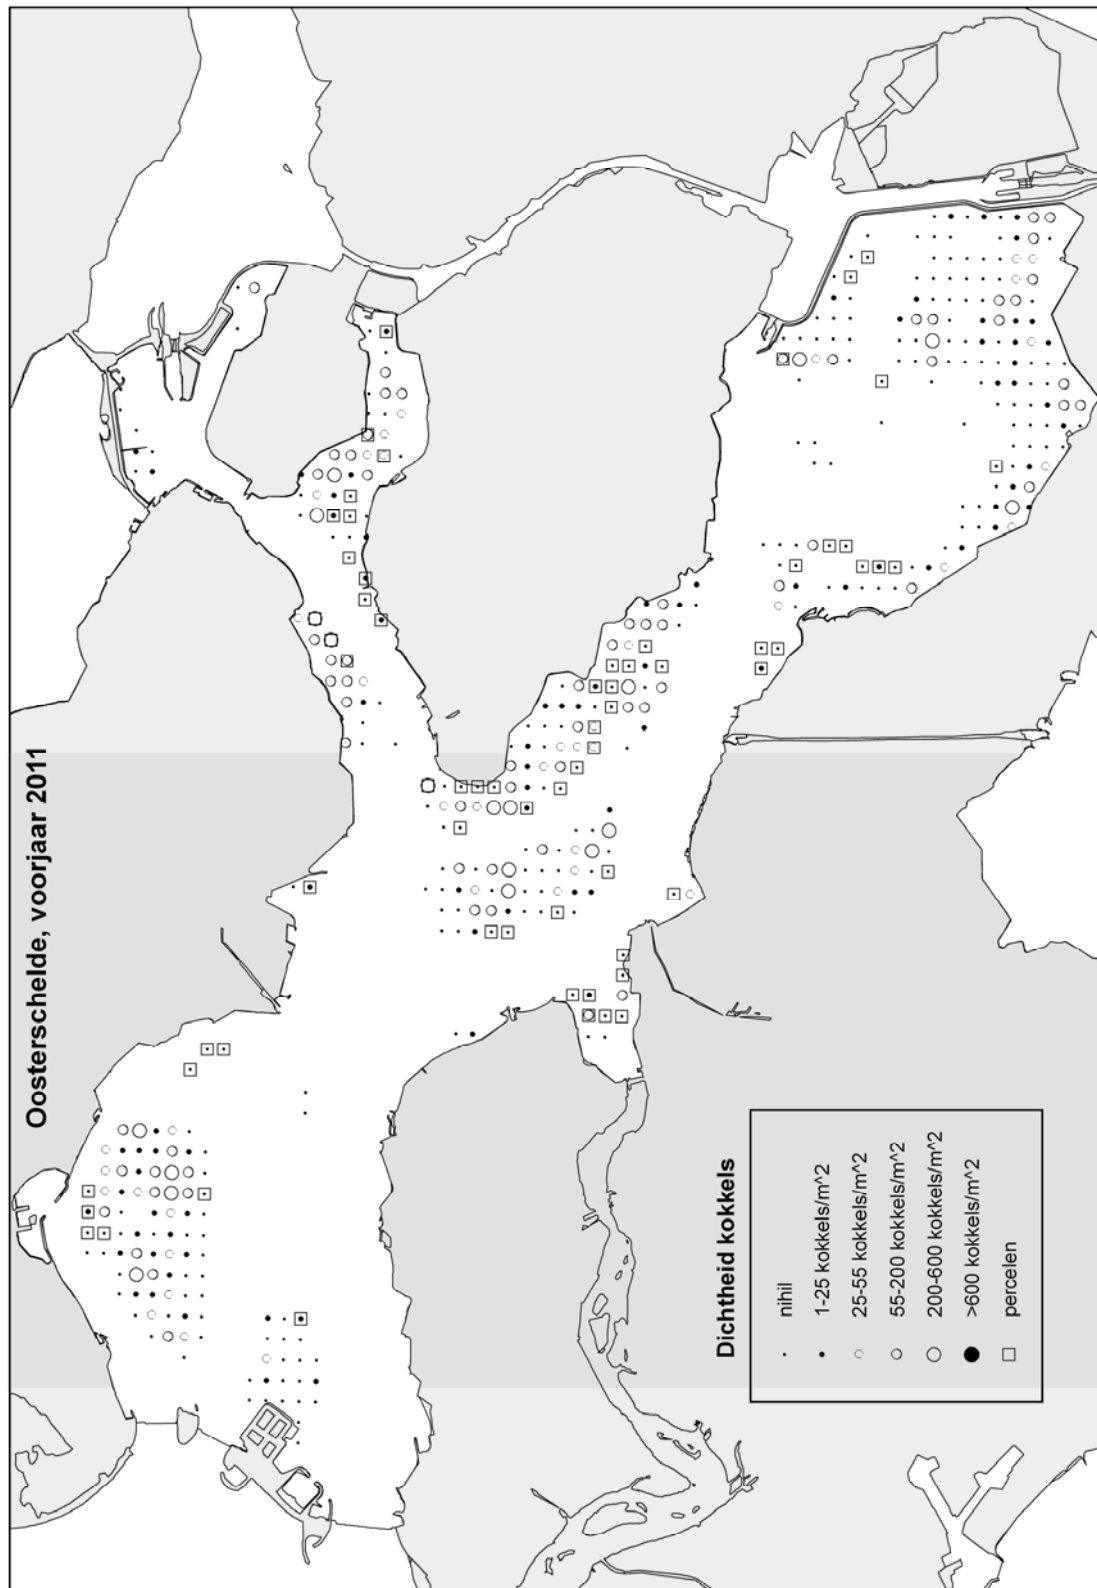 Oosterschelde, voorjaar 2011
Dichtheid kokkels
nihil
1-25 kokkels/m^2
25-55 kokkels/m^2
55-200 kokkels/m^2
200-600 kokkels/m^2
>600 kokkels/m^2
percelen